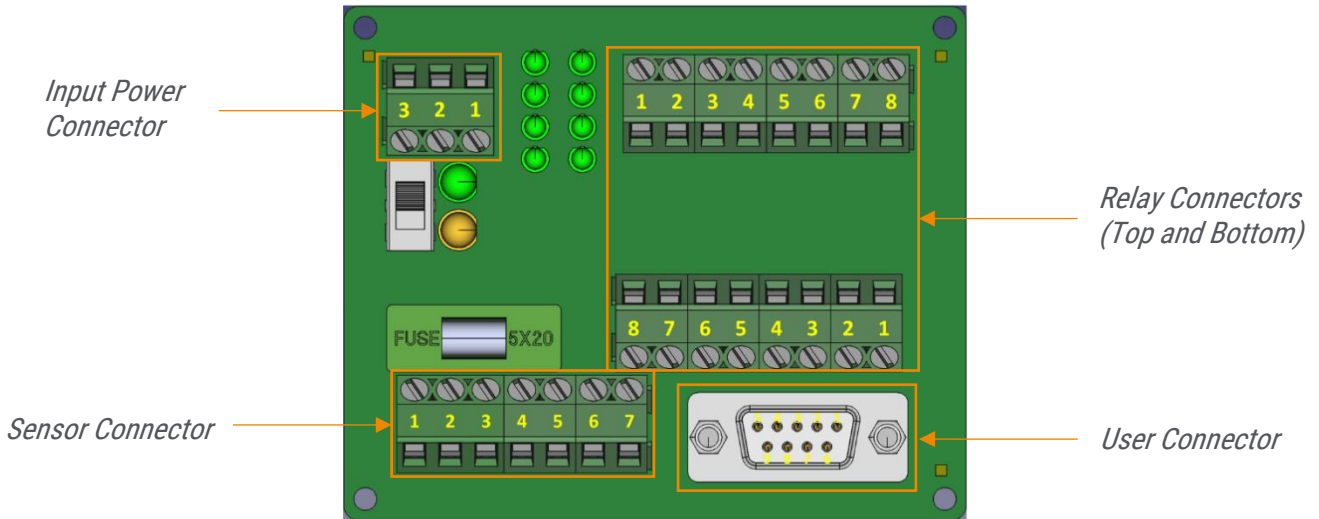 Input Power
Connector
3 2 1
1 2 3 4 5 6 7 8
Relay Connectors
(Top and Bottom)
8 7 6 5 4 3 2 1
FUSE 5X20
Sensor Connector
1 2 3 4 5 6 7
User Connector